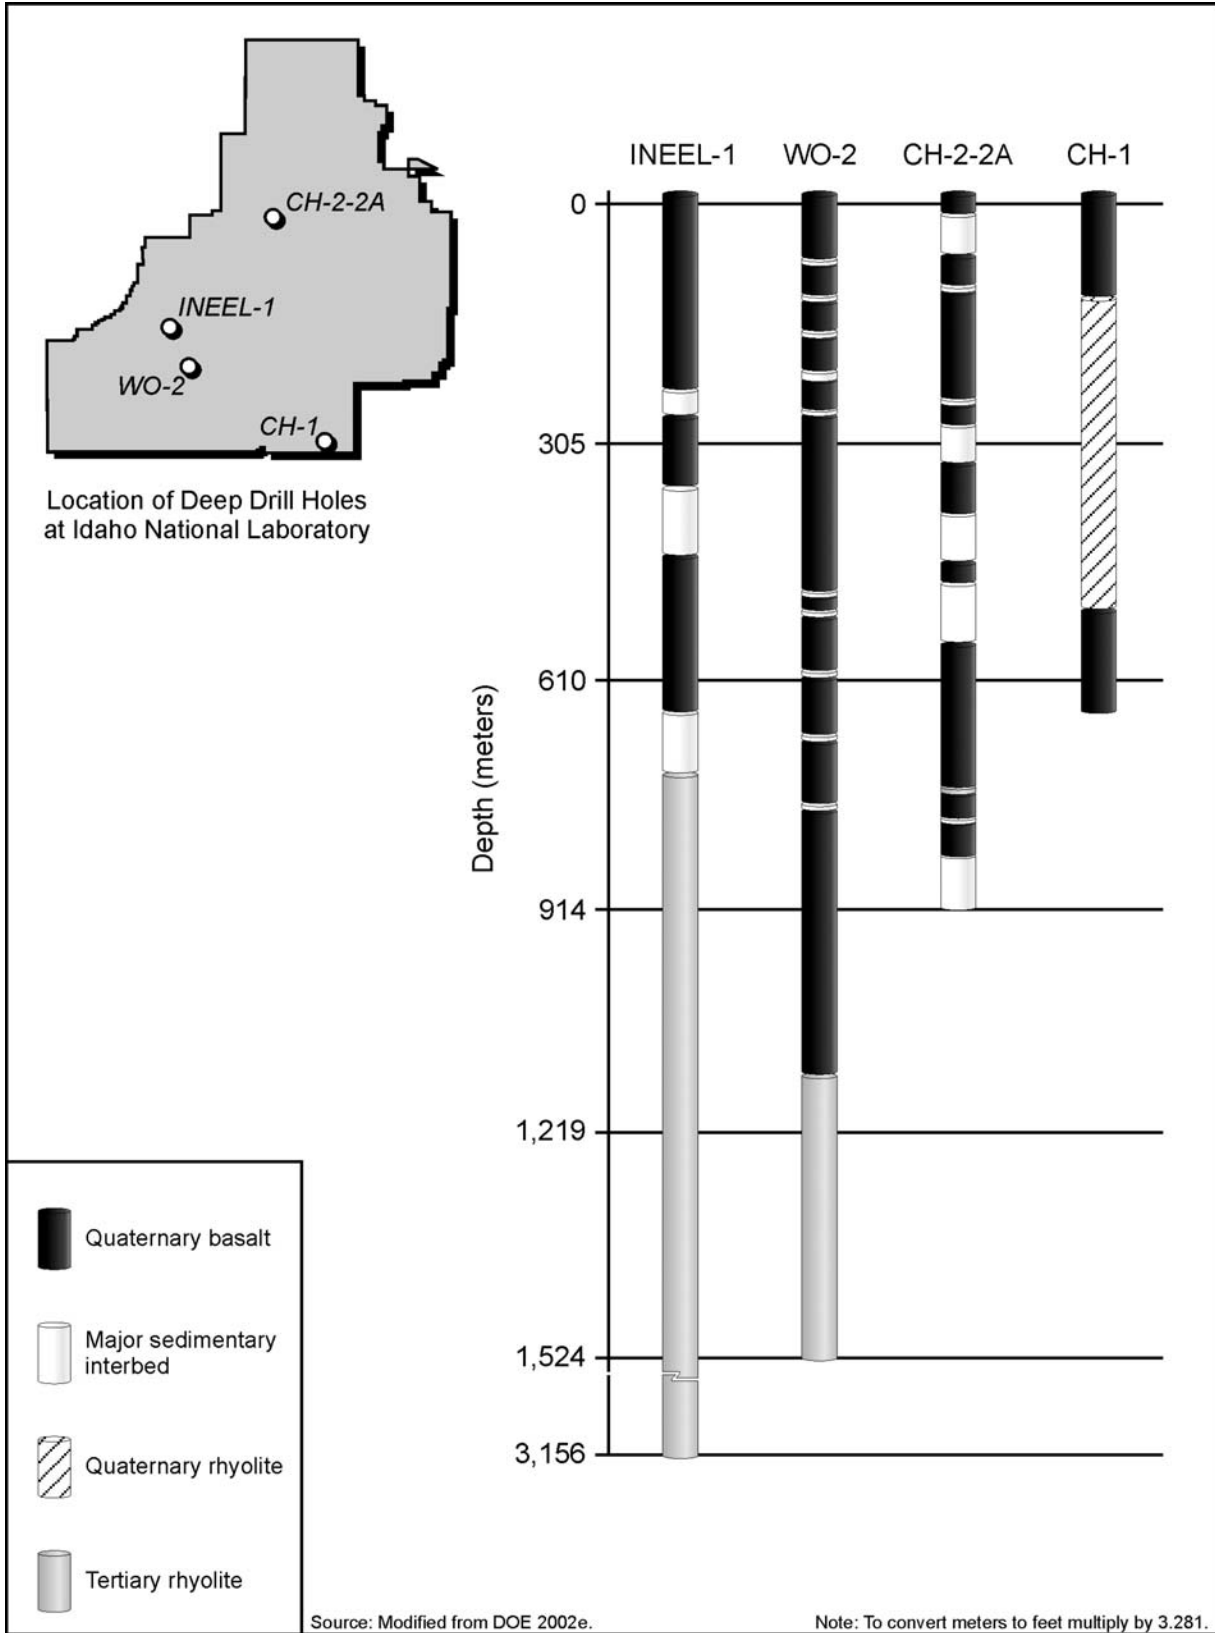 CH-2-2A
INEEL-1
WO-2
CH-1
Location of Deep Drill Holes
at Idaho National Laboratory
INEEL-1 WO-2 CH-2-2A CH-1
Depth (meters)
0
305
610
914
1,219
1,524
3,156
Quaternary basalt
Major sedimentary
interbed
Quaternary rhyolite
Tertiary rhyolite
Source: Modified from DOE 2002e.
Note: To convert meters to feet multiply by 3.281.